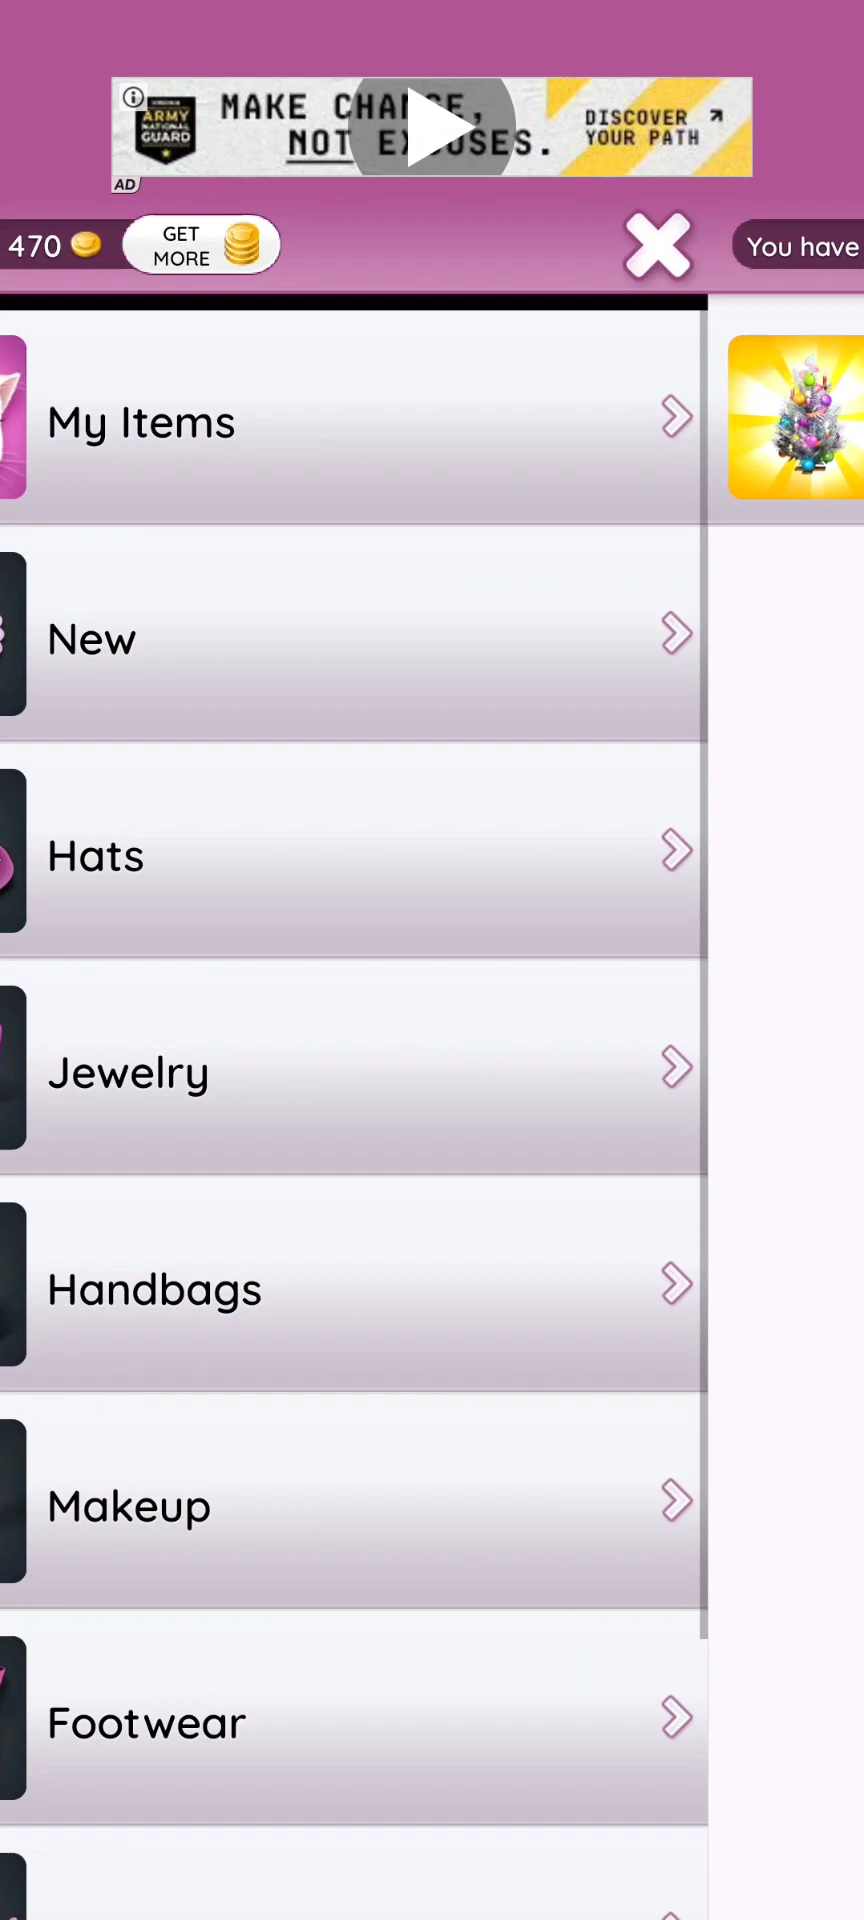 ARMY
NATIONAL
GUARD
MAKE
NOT
DISCOVER
YOUR PATH
AD
470
GET
MORE
You have
My Items
New
Hats
Jewelry
Handbags
Makeup
Footwear